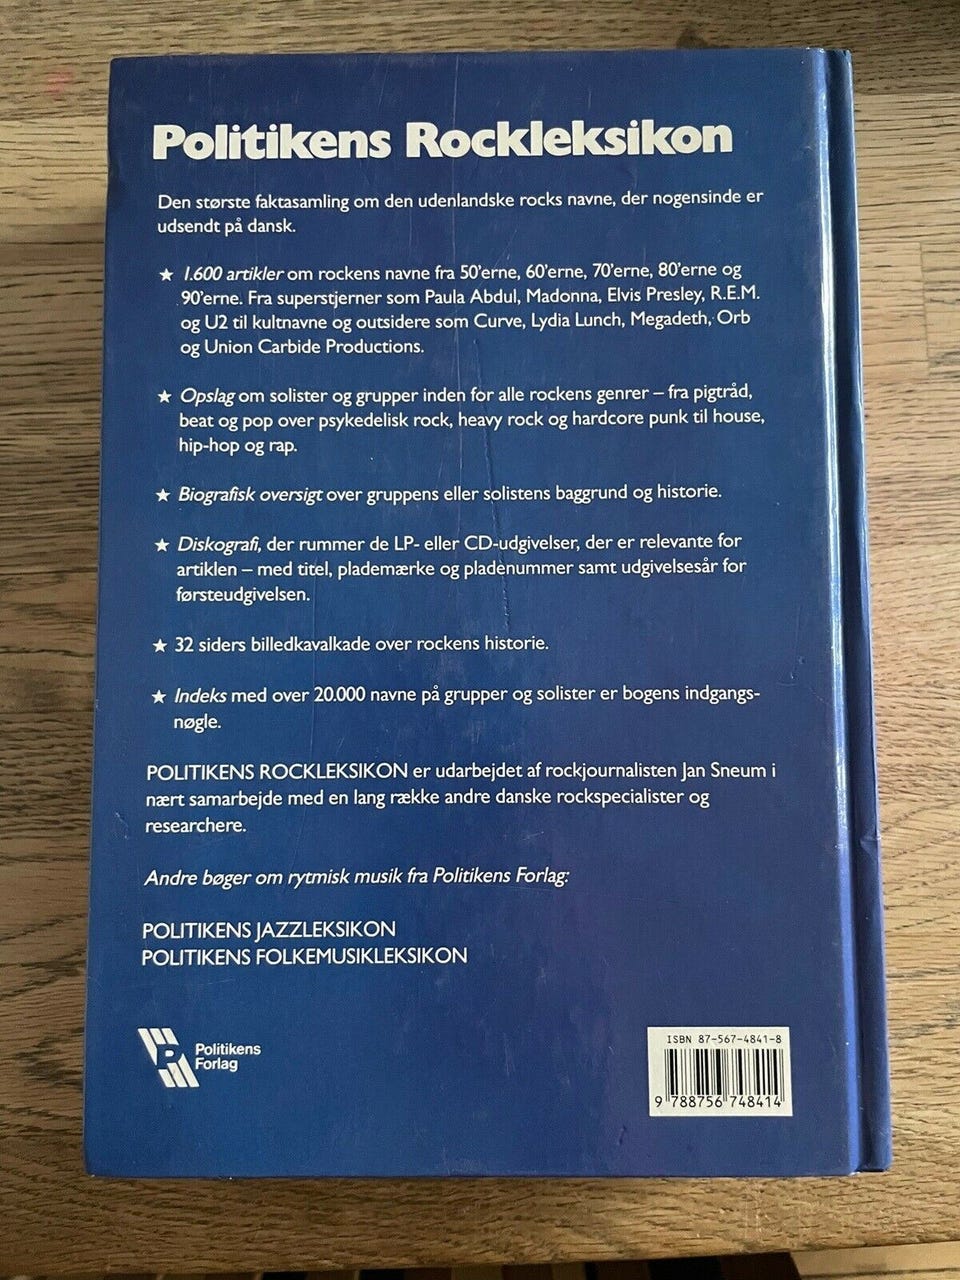 Politikens Rockleksikon
Den største faktasamling om den udenlandske rocks navne, der nogensinde er
udsendt på dansk.
★ 1.600 artikler om rockens navne fra 50'erne, 60'erne, 70'erne, 80'erne og
90'erne. Fra superstjerner som Paula Abdul, Madonna, Elvis Presley, R.E.M.
og U2 til kultnavne og outsidere som Curve, Lydia Lunch, Megadeth, Orb
og Union Carbide Productions.
★ Opslag om solister og grupper inden for alle rockens genrer – fra pigtråd,
beat og pop over psykedelisk rock, heavy rock og hardcore punk til house,
hip-hop og rap.
★ Biografisk oversigt over gruppens eller solistens baggrund og historie.
★ Diskografi, der rummer de LP- eller CD-udgivelser, der er relevante for
artiklen – med titel, plademærke og pladenummer samt udgivelsesår for
førsteudgivelsen.
★ 32 siders billedkavalkade over rockens historie.
★ Indeks med over 20.000 navne på grupper og solister er bogens indgangs-
nøgle.
POLITIKENS ROCKLEKSIKON er udarbejdet af rockjournalisten Jan Sneum i
nært samarbejde med en lang række andre danske rockspecialister og
researchere.
Andre bøger om rytmisk musik fra Politikens Forlag:
POLITIKENS JAZZLEKSIKON
POLITIKENS FOLKEMUSIKLEKSIKON
P
Politikens
Forlag
ISBN 87-567-4841-8
9 788756 748414